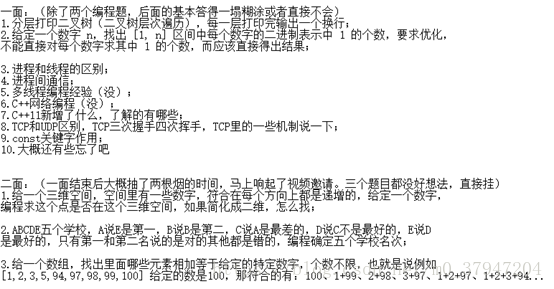 一面：（除了两个编程题，后面的基本答得一塌糊涂或者直接不会）
1.分层打印二叉树（二叉树层次遍历），每一层打印完输出一个换行；
2.给定一个数字 n，找出 [1, n] 区间中每个数字的二进制表示中 1 的个数，要求优化，
不能直接对每个数字求其中 1 的个数，而应该直接得出结果；
3.进程和线程的区别；
4.进程间通信；
5.多线程编程经验（没）；
6.C++网络编程（没）；
7.C++11新增了什么，了解的有哪些；
8.TCP和UDP区别，TCP三次握手四次挥手，TCP里的一些机制说一下；
9.const关键字作用；
10.大概还有些忘了吧
二面：（一面结束后大概抽了两根烟的时间，马上响起了视频邀请。三个题目都没想法，直接挂）
1.给一个三维空间，空间里有一些数字，符合在每个方向上都是递增的，给定一个数字，
编程求这个点是否在这个三维空间，如果简化成二维，怎么找；
2.ABCDE五个学校，A说E是第一，B说B是第二，C说A是最差的，D说C不是最好的，E说D
是最好的，只有第一和第二名说的是对的其他都是错的，编程确定五个学校名次；
3.给一个数组，找出里面哪些元素相加等于给定的特定数字，个数不限，也就是说例如
[1,2,3,5,94,97,98,99,100] 给定的数是100，那符合的有：100、1+99、2+98、3+97、1+2+97、1+2+3+94...